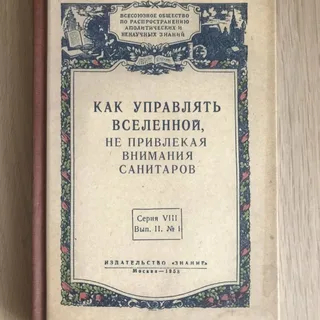 ВСЕСОЮЗНОЕ ОБЩЕСТВО
ПО РАСПРОСТРАНЕНИЮ
АПОЛИТИЧЕСКИХ И
НЕНАУЧНЫХ ЗНАНИЙ
КАК УПРАВЛЯТЬ
ВСЕЛЕННОЙ,
НЕ ПРИВЛЕКАЯ
ВНИМАНИЯ
САНИТАРОВ
Серия VIII
Вып. II. № 1
ИЗДАТЕЛЬСТВО «ЗНАНИЕ»
Москва—